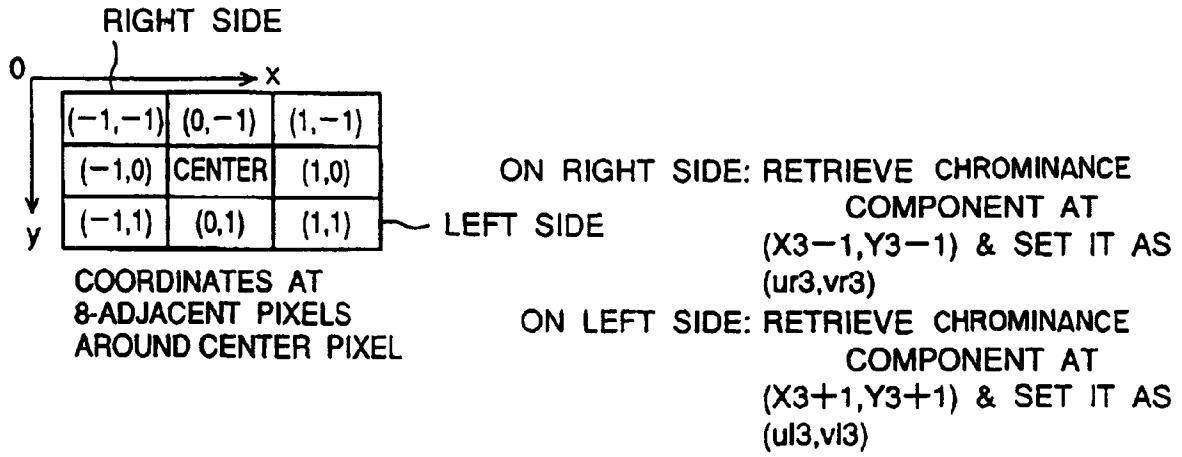 RIGHT SIDE
0
x
(−1,−1) (0,−1) (1,−1)
(−1,0) CENTER (1,0)
(−1,1) (0,1) (1,1)
y
LEFT SIDE
COORDINATES AT
8-ADJACENT PIXELS
AROUND CENTER PIXEL
ON RIGHT SIDE: RETRIEVE CHROMINANCE
COMPONENT AT
(X3−1,Y3−1) & SET IT AS
(ur3,vr3)
ON LEFT SIDE: RETRIEVE CHROMINANCE
COMPONENT AT
(X3+1,Y3+1) & SET IT AS
(ul3,vl3)